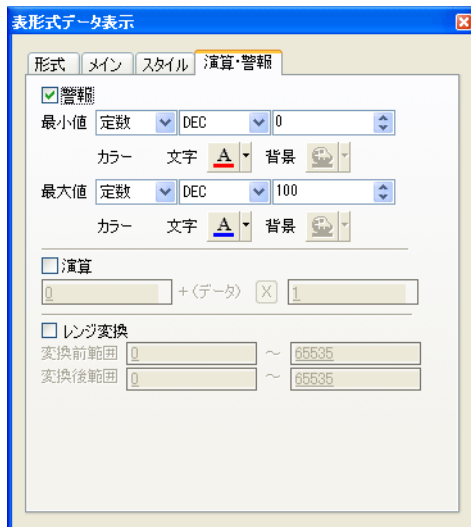 表形式データ表示
形式 メイン スタイル 演算・警報
警報
最小値 定数 DEC 0
カラー 文字 A 背景
最大値 定数 DEC 100
カラー 文字 A 背景
演算
0 +(データ) X 1
レンジ変換
変換前範囲 0 ～ 65535
変換後範囲 0 ～ 65535